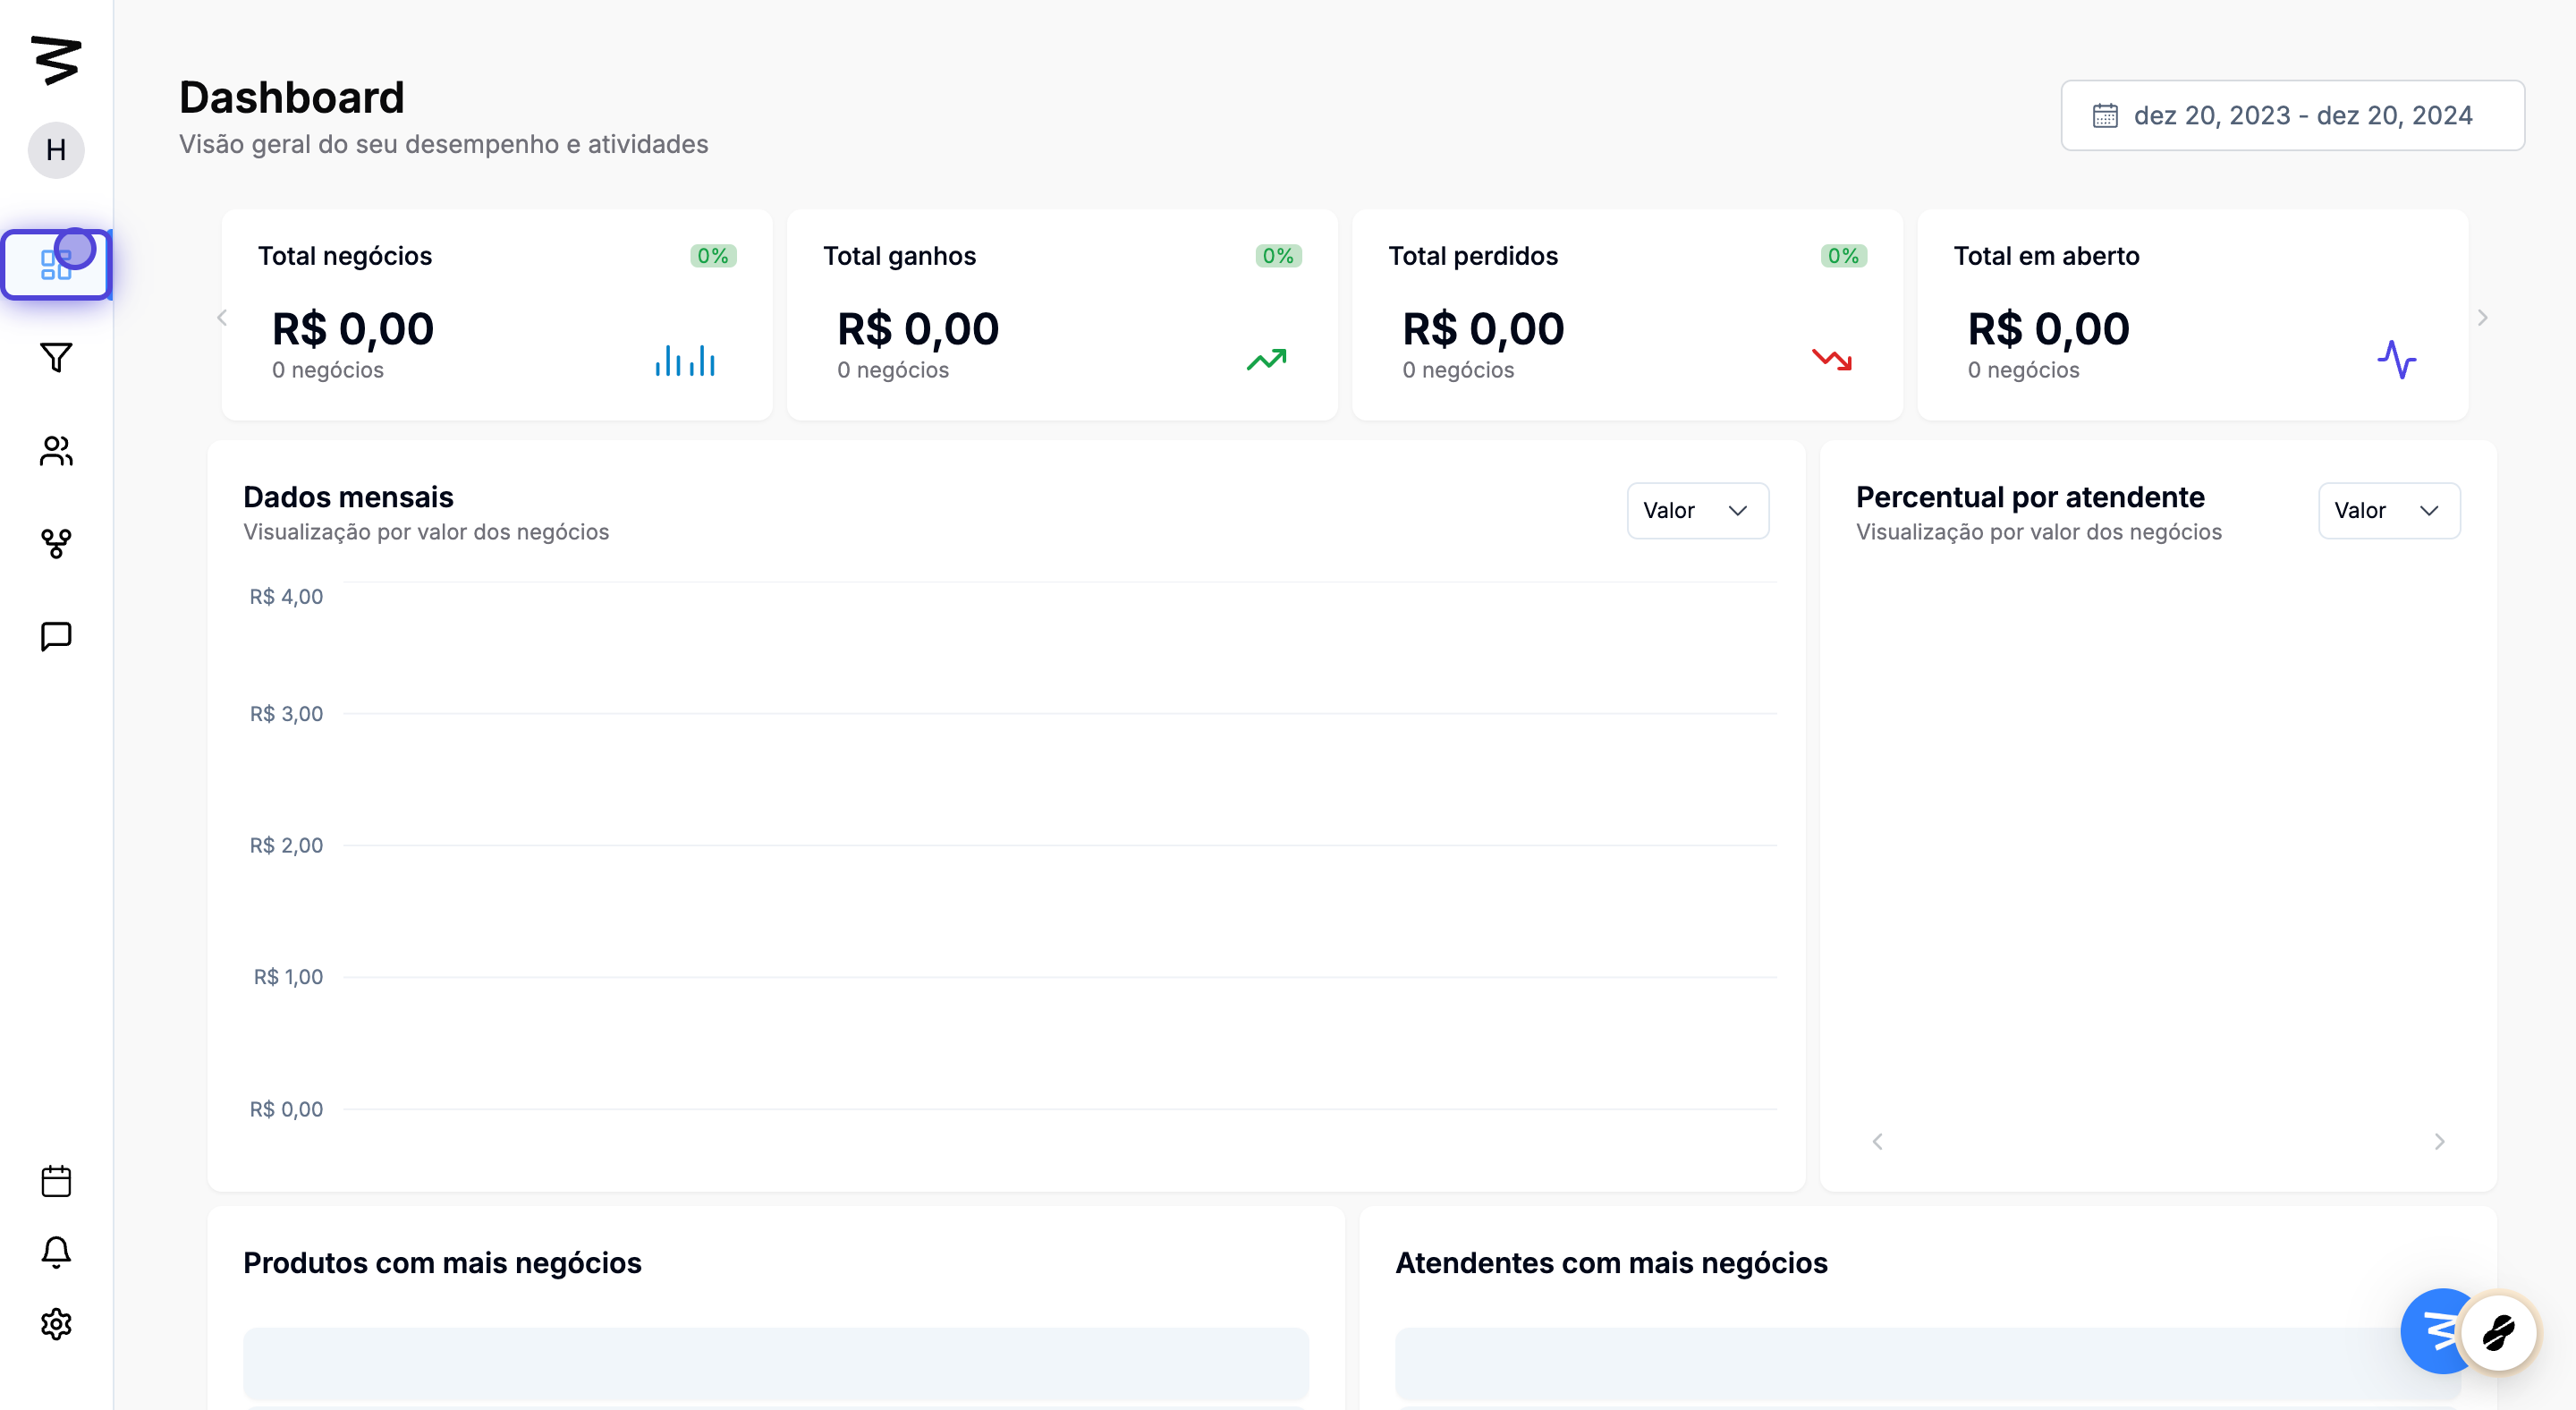 H
Dashboard
Visão geral do seu desempenho e atividades
dez 20, 2023 - dez 20, 2024
Total negócios
0%
R$ 0,00
0 negócios
Total ganhos
0%
R$ 0,00
0 negócios
Total perdidos
0%
R$ 0,00
0 negócios
Total em aberto
R$ 0,00
0 negócios
Dados mensais
Visualização por valor dos negócios
Valor
R$ 4,00
R$ 3,00
R$ 2,00
R$ 1,00
R$ 0,00
Percentual por atendente
Visualização por valor dos negócios
Valor
Produtos com mais negócios
Atendentes com mais negócios